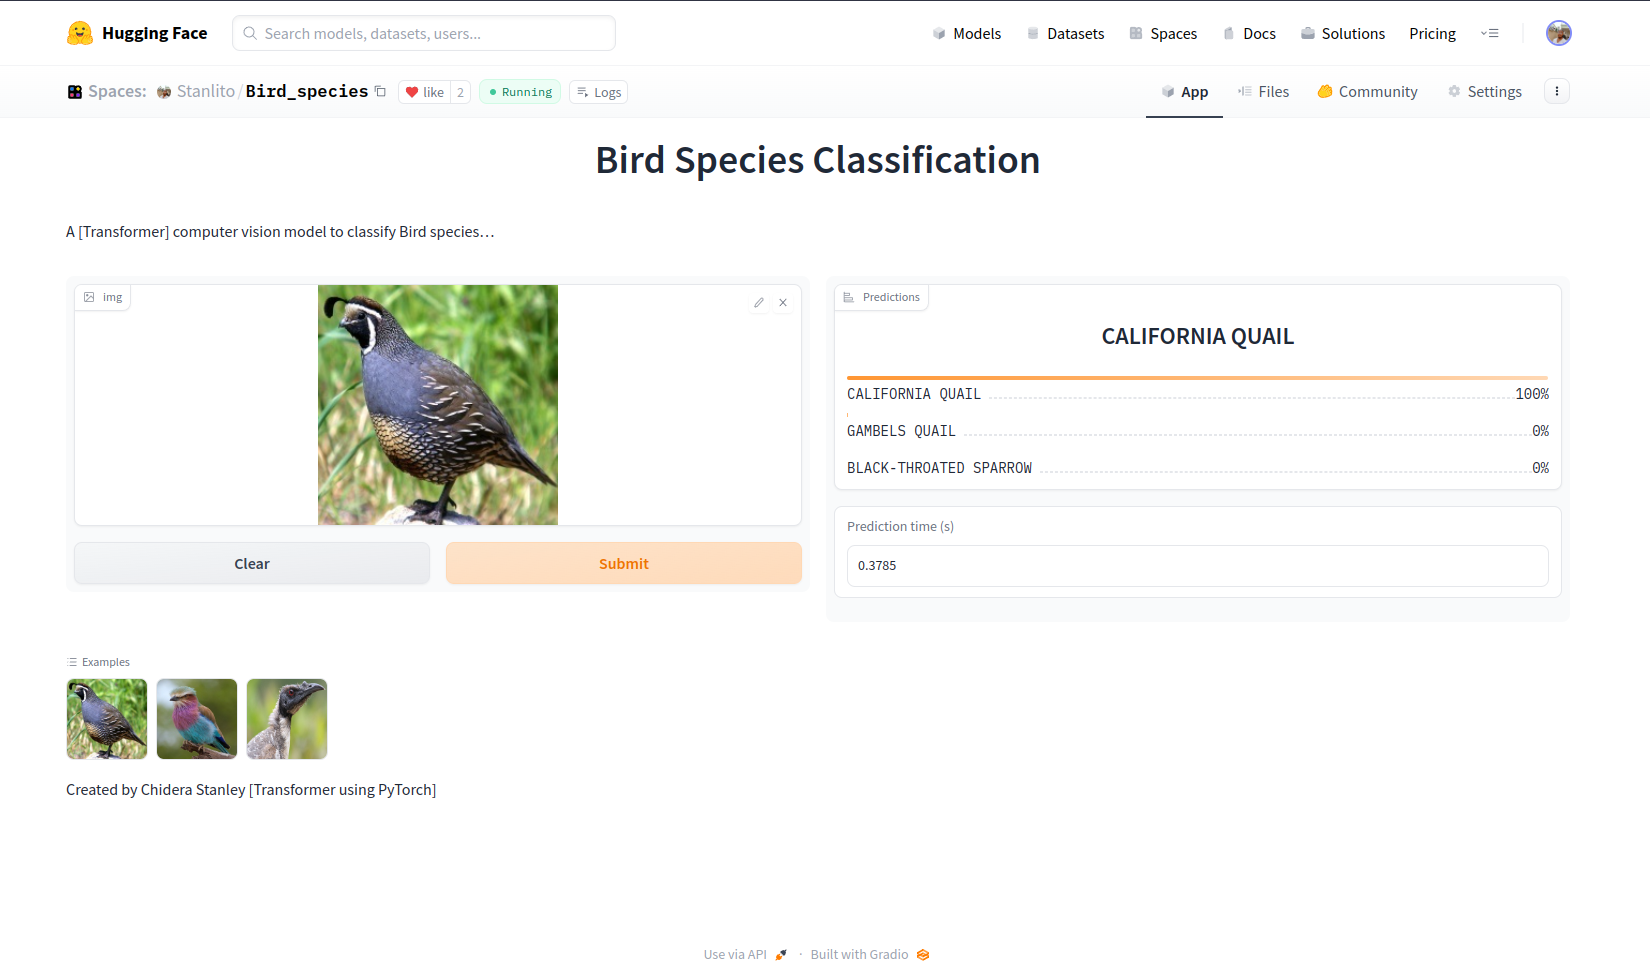 Hugging Face
Search models, datasets, users...
Models
Datasets
Spaces
Docs
Solutions
Pricing
Spaces:
Stanlito/Bird_species
like 2
Running
Logs
App
Files
Community
Settings
Bird Species Classification
A [Transformer] computer vision model to classify Bird species…
img
Clear
Submit
Predictions
CALIFORNIA QUAIL
CALIFORNIA QUAIL 100%
GAMBELS QUAIL 0%
BLACK-THROATED SPARROW 0%
Prediction time (s)
0.3785
Examples
Created by Chidera Stanley [Transformer using PyTorch]
Use via API · Built with Gradio